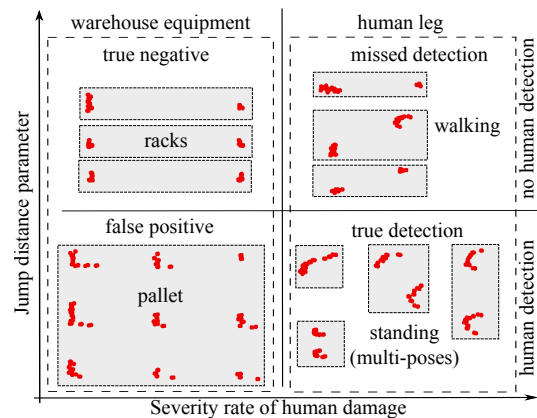 warehouse equipment
human leg
true negative
missed detection
racks
walking
no human detection
Jump distance parameter
false positive
true detection
pallet
standing
(multi-poses)
human detection
Severity rate of human damage